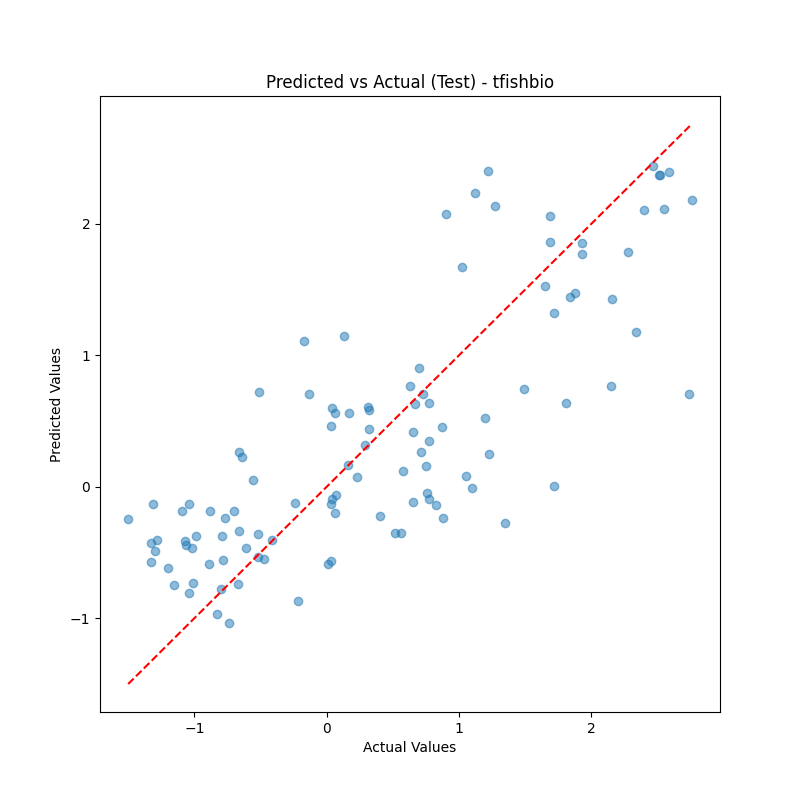 Predicted vs Actual (Test) - tfishbio
2
1
0
−1
Predicted Values
−1 0 1 2
Actual Values